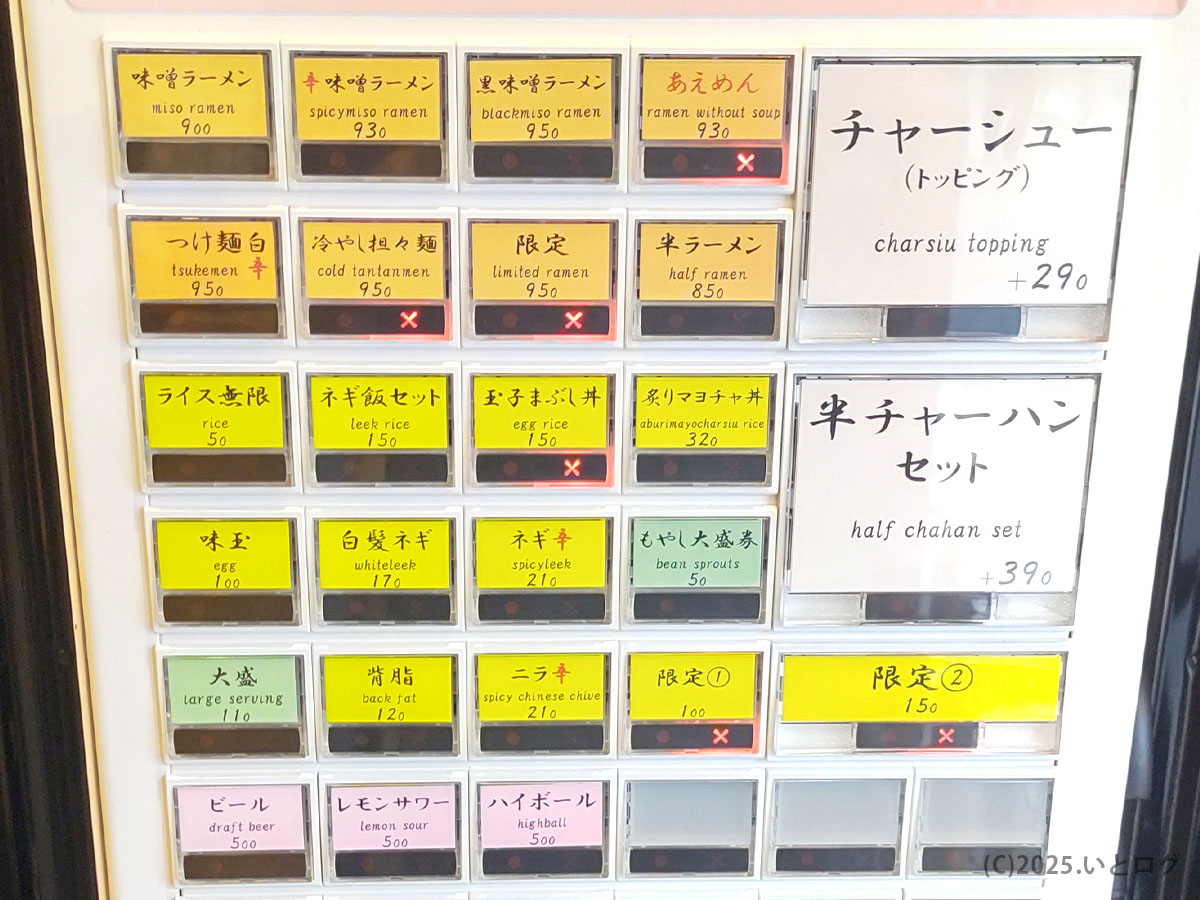 味噌ラーメン
miso ramen
900
辛味噌ラーメン
spicymiso ramen
930
黒味噌ラーメン
blackmiso ramen
950
あえめん
ramen without soup
930
チャーシュー
(トッピング)
charsiu topping
+290
つけ麺白
tsukemen 辛
950
冷やし担々麺
cold tantanmen
950
限定
limited ramen
950
半ラーメン
half ramen
850
ライス無限
rice
50
ネギ飯セット
leek rice
150
玉子まぶし丼
egg rice
150
炙りマヨチャ丼
aburimayocharsiu rice
320
半チャーハン
セット
half chahan set
+390
味玉
egg
100
白髪ネギ
whiteleek
170
ネギ辛
spicyleek
210
もやし大盛券
bean sprouts
50
大盛
large serving
110
背脂
back fat
120
ニラ辛
spicy chinese chive
210
限定①
100
限定②
150
ビール
draft beer
500
レモンサワー
lemon sour
500
ハイボール
highball
500
(C)2025.いとログ